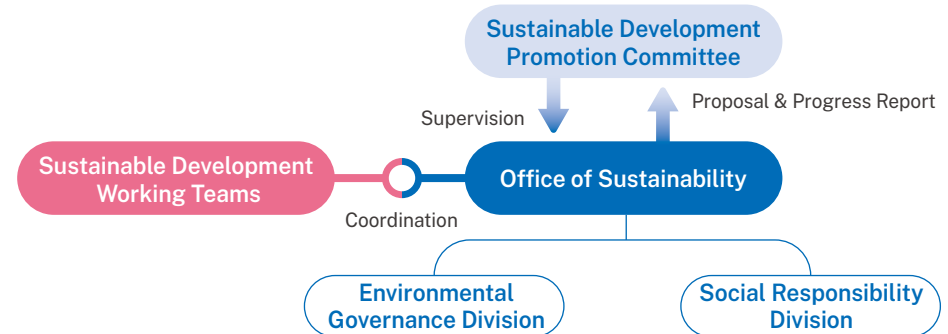 Sustainable Development
Promotion Committee
Supervision
Proposal & Progress Report
Sustainable Development
Working Teams
Coordination
Office of Sustainability
Environmental
Governance Division
Social Responsibility
Division